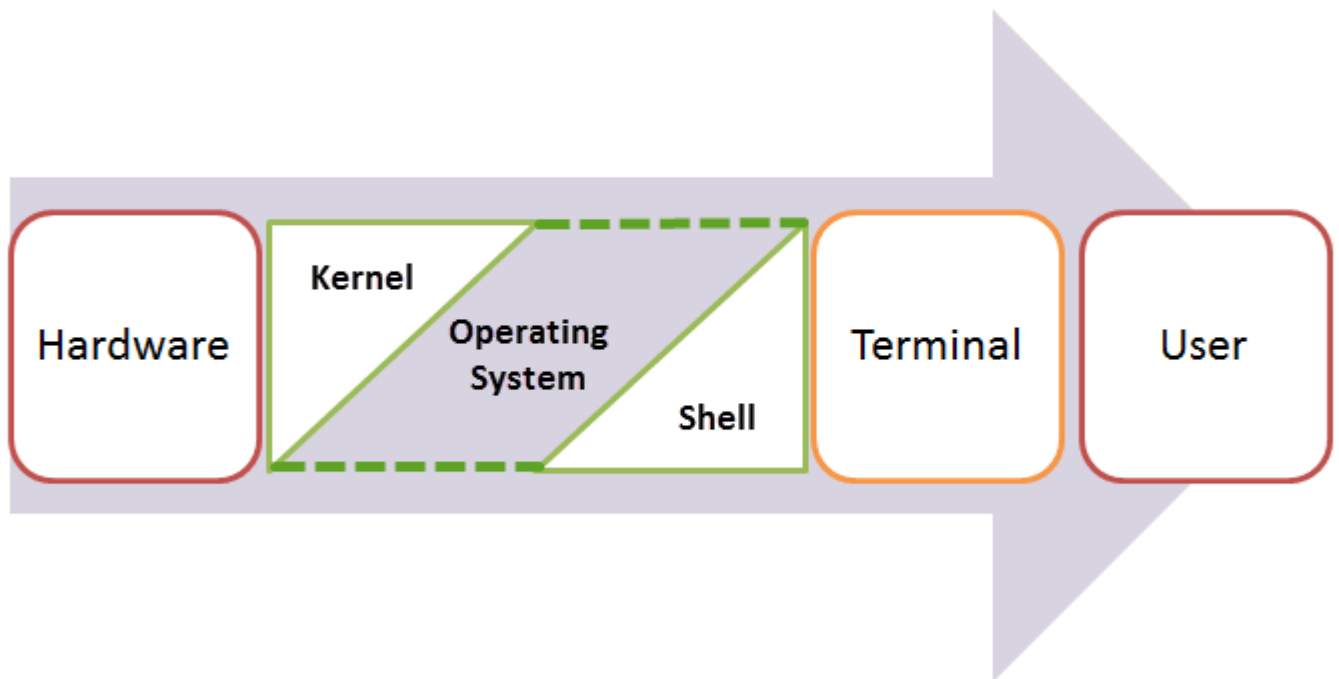 Hardware
Kernel
Operating
System
Shell
Terminal
User